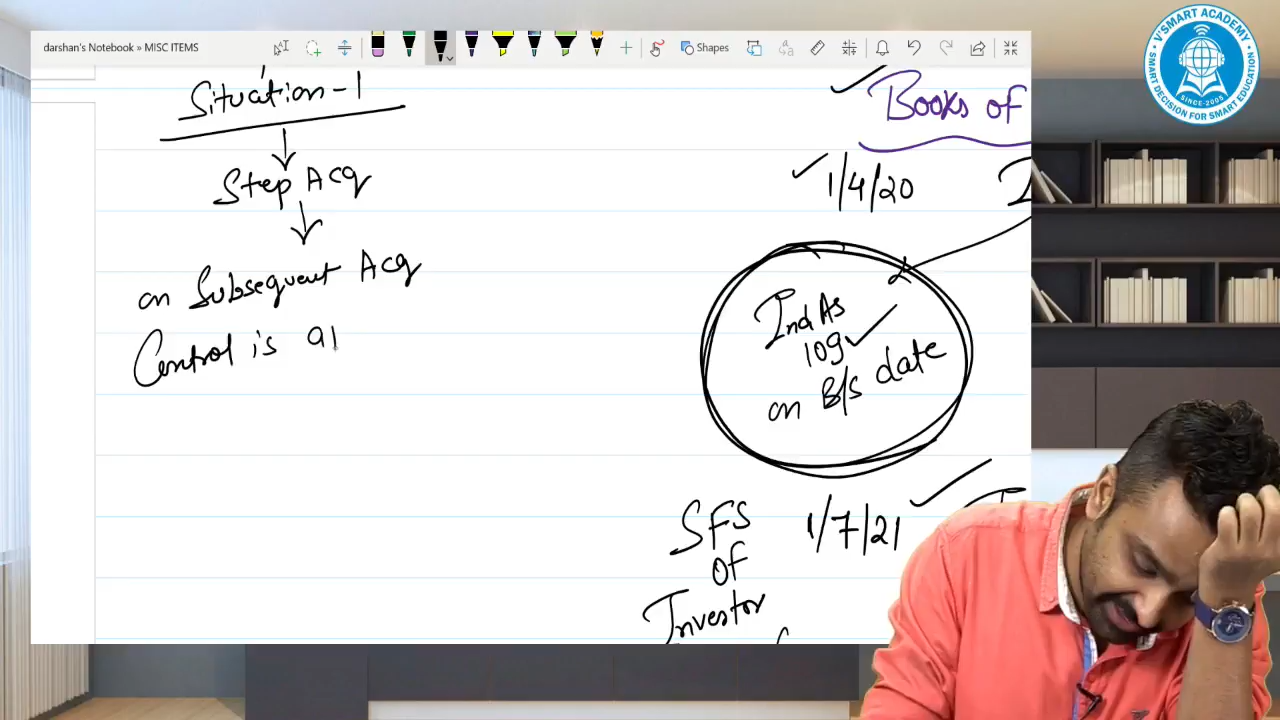 darshan's Notebook » MISC ITEMS
Shapes
V'SMART ACADEMY
SINCE-2005
SMART DECISION FOR SMART EDUCATION
Situation-1
Step Acq
on Subsequent Acq
Control is
Books of
1/4/20
Ind As
109
on B/s date
SFS
of
Investor
1/7/21